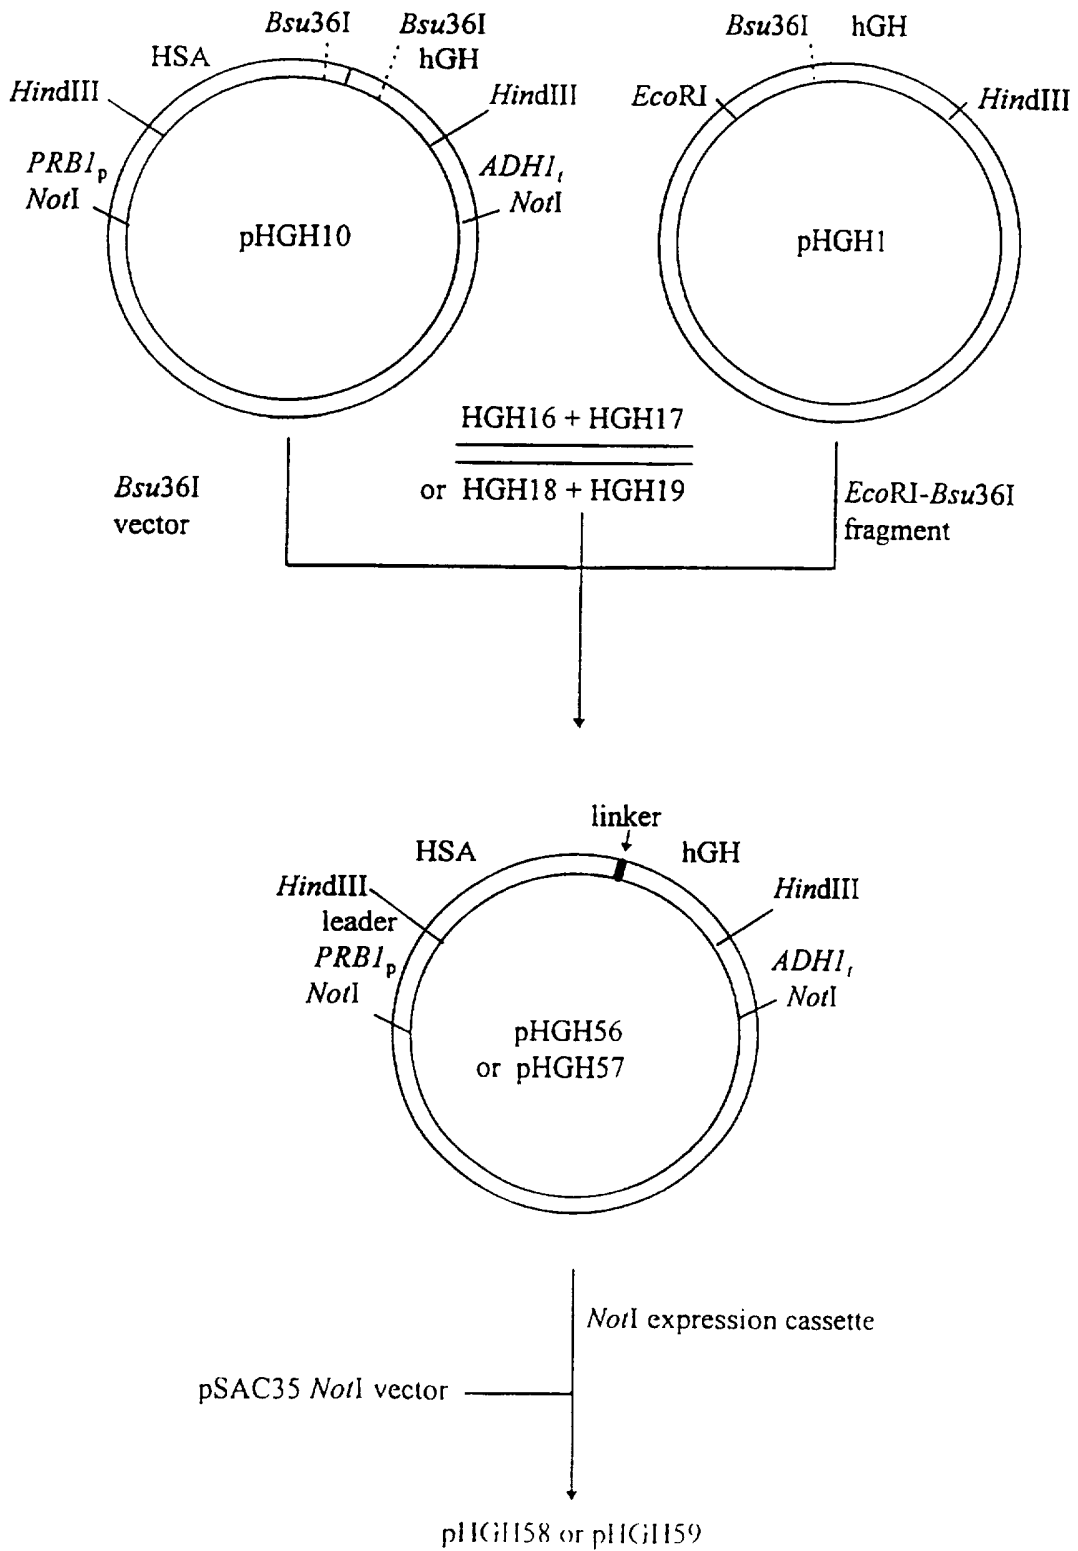 Bsu36I
Bsu36I
HSA
hGH
HindIII
HindIII
PRB1p
ADH1t
NotI
NotI
pHGH10
Bsu36I hGH
EcoRI
HindIII
pHGH1
HGH16 + HGH17
or HGH18 + HGH19
Bsu36I
vector
EcoRI-Bsu36I
fragment
linker
HSA
hGH
HindIII
HindIII
leader
PRB1p
ADH1t
NotI
NotI
pHGH56
or pHGH57
NotI expression cassette
pSAC35 NotI vector
pHGH58 or pHGH59